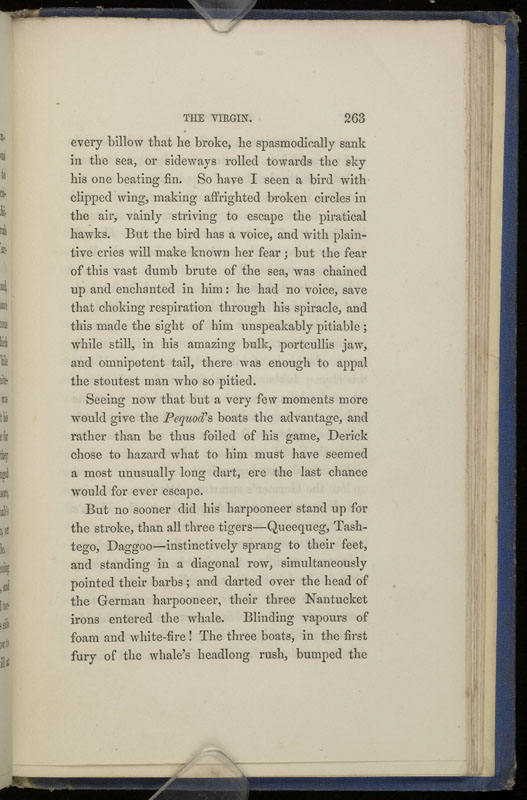 THE VIRGIN. 263
every billow that he broke, he spasmodically sank
in the sea, or sideways rolled towards the sky
his one beating fin. So have I seen a bird with
clipped wing, making affrighted broken circles in
the air, vainly striving to escape the piratical
hawks. But the bird has a voice, and with plain-
tive cries will make known her fear; but the fear
of this vast dumb brute of the sea, was chained
up and enchanted in him: he had no voice, save
that choking respiration through his spiracle, and
this made the sight of him unspeakably pitiable;
while still, in his amazing bulk, portcullis jaw,
and omnipotent tail, there was enough to appal
the stoutest man who so pitied.
Seeing now that but a very few moments more
would give the Pequod's boats the advantage, and
rather than be thus foiled of his game, Derick
chose to hazard what to him must have seemed
a most unusually long dart, ere the last chance
would for ever escape.
But no sooner did his harpooneer stand up for
the stroke, than all three tigers—Queequeg, Tash-
tego, Daggoo—instinctively sprang to their feet,
and standing in a diagonal row, simultaneously
pointed their barbs; and darted over the head of
the German harpooneer, their three Nantucket
irons entered the whale. Blinding vapours of
foam and white-fire! The three boats, in the first
fury of the whale's headlong rush, bumped the